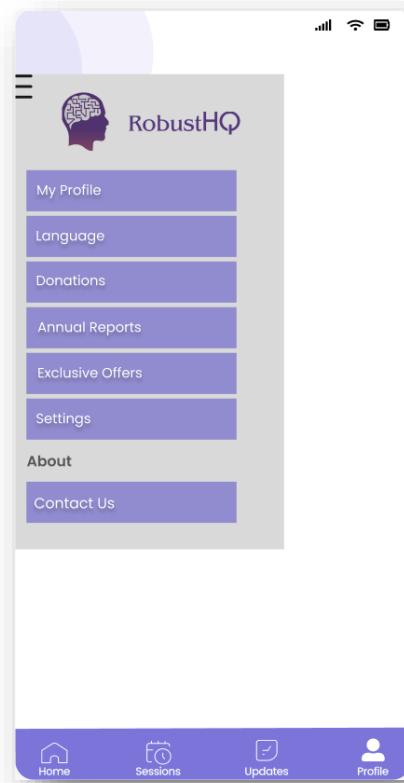 RobustHQ
My Profile
Language
Donations
Annual Reports
Exclusive Offers
Settings
About
Contact Us
Home
Sessions
Updates
Profile